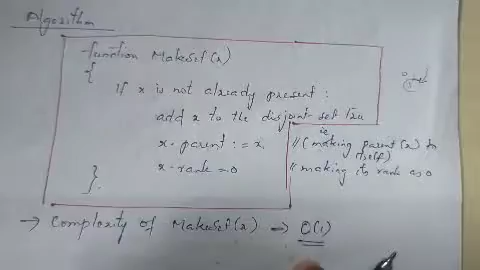 Algorithm
function MakeSet(x)
{
If x is not already present :
add x to the disjoint-set Tree
x. parent := x. // (making parent(x) to itself)
ie
x. rank = 0 // making its rank as 0
}.
→ Complexity of MakeSet(x) → O(1)